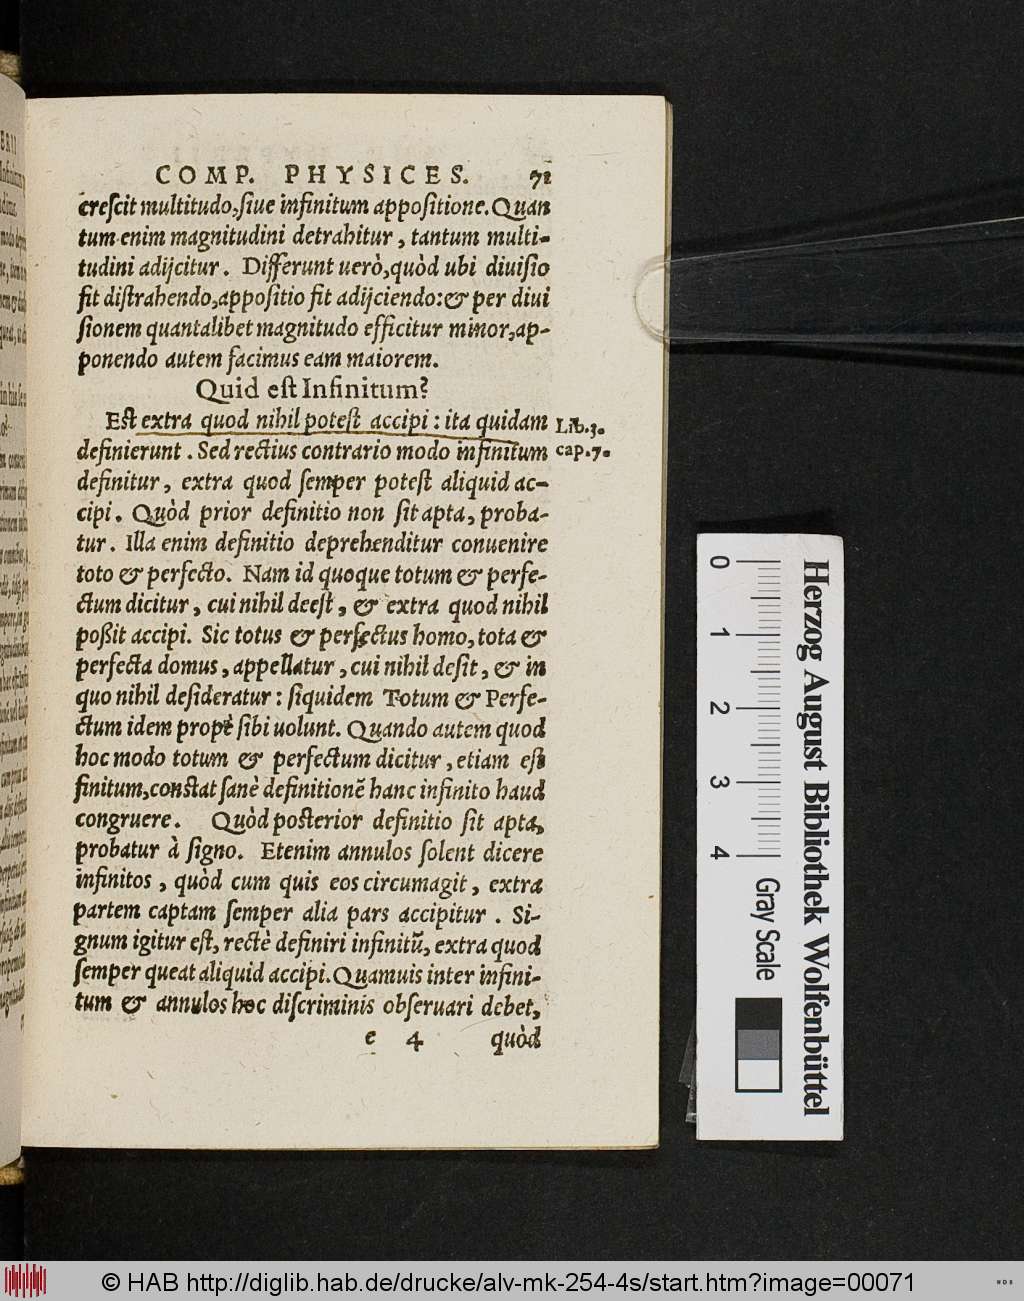 COMP. PHYSICES. 71
crescit multitudo, siue infinitum appositione. Quan
tum enim magnitudini detrahitur, tantum multi-
tudini adijcitur. Differunt uerò, quòd ubi diuisio
fit distrahendo, appositio fit adijciendo: & per diui
sionem quantalibet magnitudo efficitur minor, ap-
ponendo autem facimus eam maiorem.
Quid est Infinitum?
Est extra quod nihil potest accipi: ita quidam
Lib.3.
definierunt. Sed rectius contrario modo infinitum
cap.7.
definitur, extra quod semper potest aliquid ac-
cipi. Quòd prior definitio non sit apta, proba-
tur. Illa enim definitio deprehenditur conuenire
toto & perfecto. Nam id quoque totum & perfe-
ctum dicitur, cui nihil deest, & extra quod nihil
poßit accipi. Sic totus & perfectus homo, tota &
perfecta domus, appellatur, cui nihil desit, & in
quo nihil desideratur: siquidem Totum & Perfe-
ctum idem propè sibi uolunt. Quando autem quod
hoc modo totum & perfectum dicitur, etiam est
finitum, constat sanè definitionē hanc infinito haud
congruere. Quòd posterior definitio sit apta,
probatur à signo. Etenim annulos solent dicere
infinitos, quòd cum quis eos circumagit, extra
partem captam semper alia pars accipitur. Si-
gnum igitur est, rectè definiri infinitū, extra quod
semper queat aliquid accipi. Quamuis inter infini-
tum & annulos hoc discriminis obseruari debet,
e 4 quòd
0 1 2 3 4
Gray Scale
Herzog August Bibliothek Wolfenbüttel
© HAB http://diglib.hab.de/drucke/alv-mk-254-4s/start.htm?image=00071